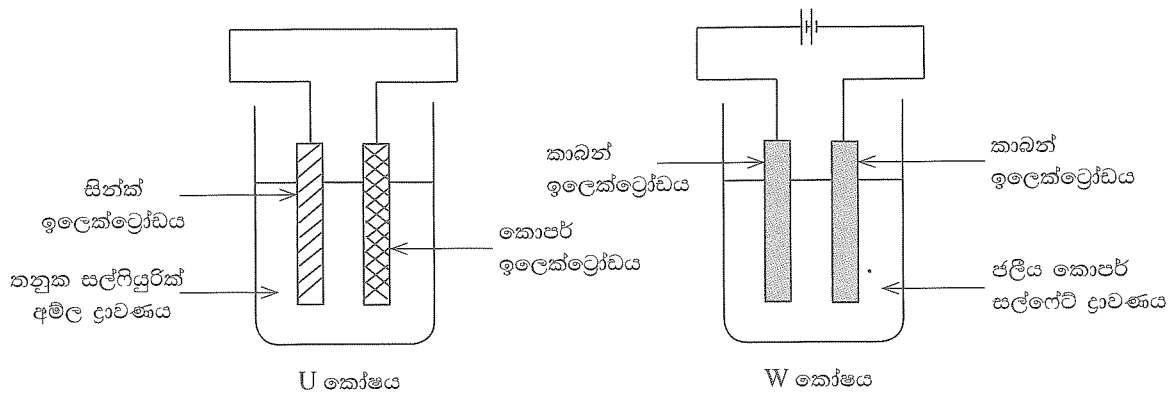 සින්ක්
ඉලෙක්ට්‍රෝඩය
තනුක සල්ෆියුරික්
අම්ල ද්‍රාවණය
කොපර්
ඉලෙක්ට්‍රෝඩය
U කෝෂය
කාබන්
ඉලෙක්ට්‍රෝඩය
කාබන්
ඉලෙක්ට්‍රෝඩය
ජලීය කොපර්
සල්ෆේට් ද්‍රාවණය
W කෝෂය